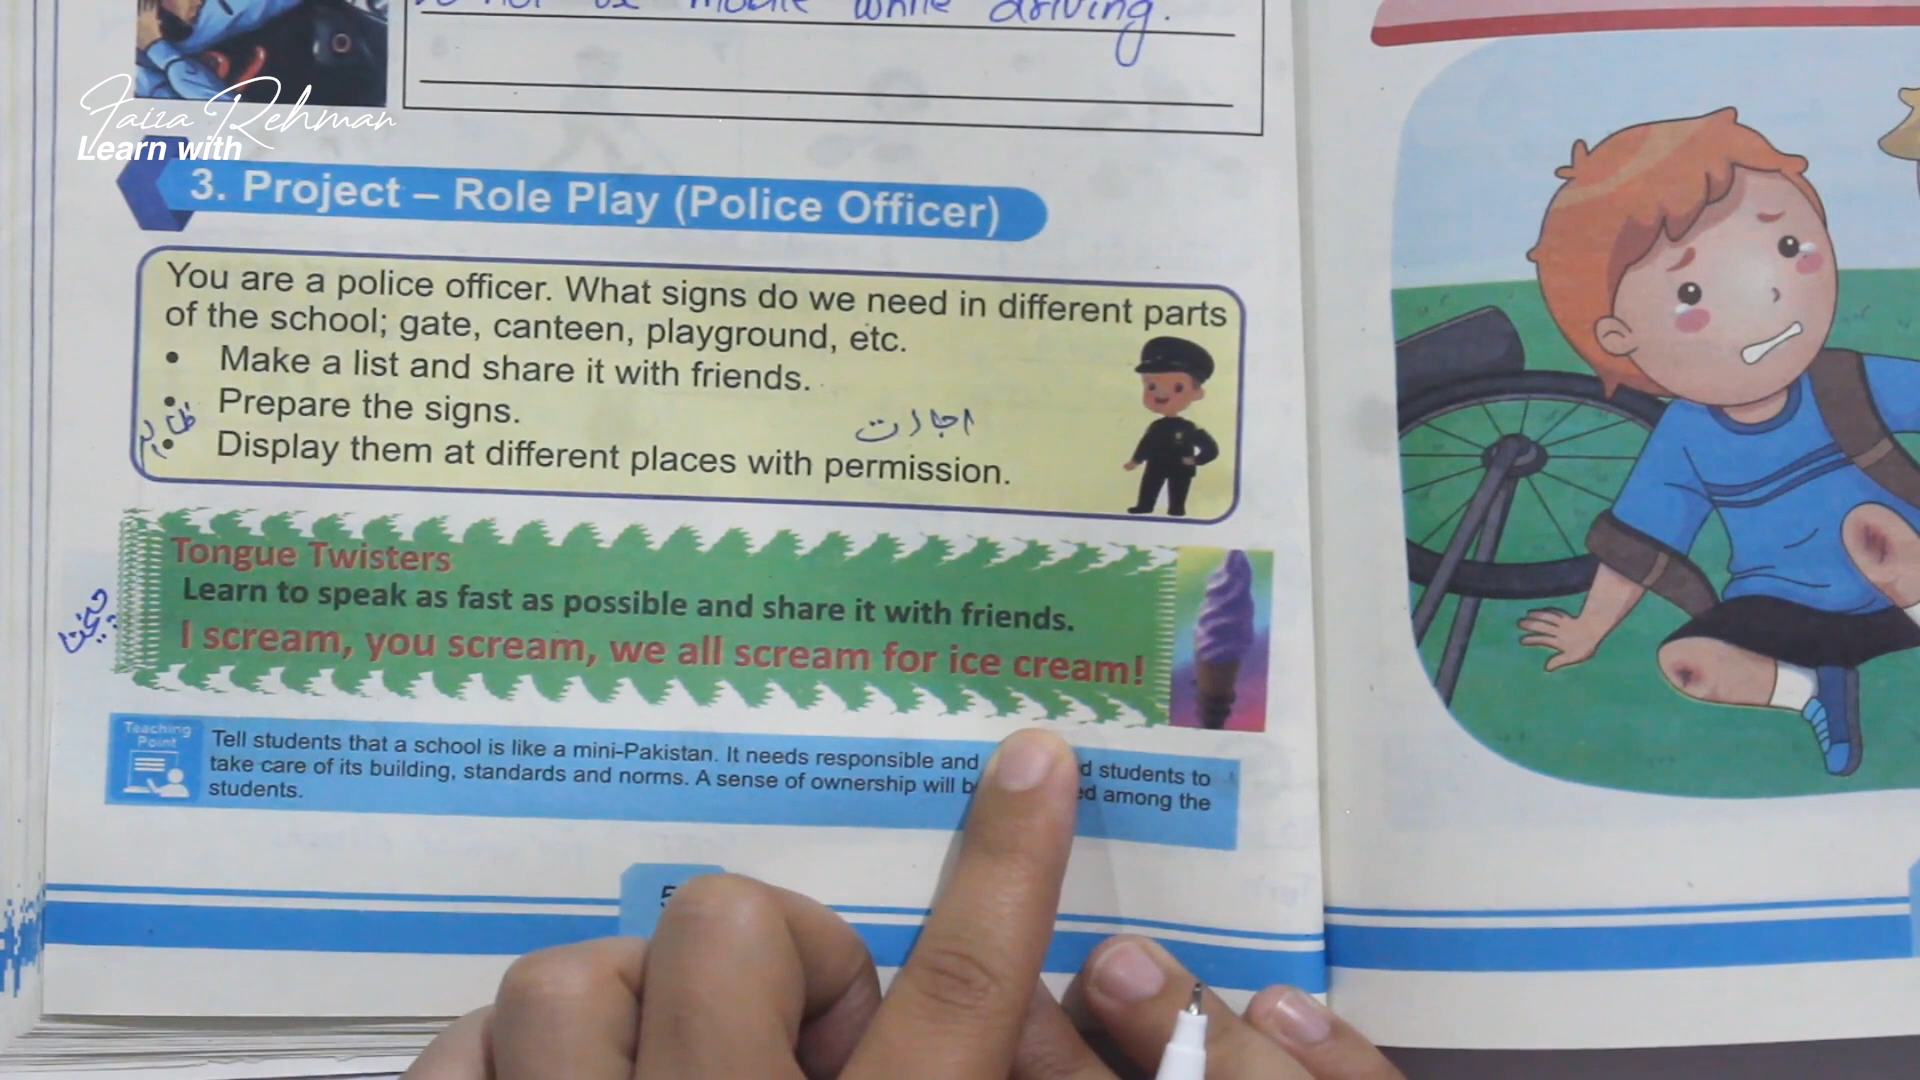 not use mobile while driving.
Faiza Rehman
Learn with
3. Project – Role Play (Police Officer)
You are a police officer. What signs do we need in different parts
of the school; gate, canteen, playground, etc.
• Make a list and share it with friends.
• Prepare the signs.
اجازت
ظاہر
• Display them at different places with permission.
Tongue Twisters
Learn to speak as fast as possible and share it with friends.
چیخنا
I scream, you scream, we all scream for ice cream!
Teaching
Point
Tell students that a school is like a mini-Pakistan. It needs responsible and students to
take care of its building, standards and norms. A sense of ownership will among the
students.